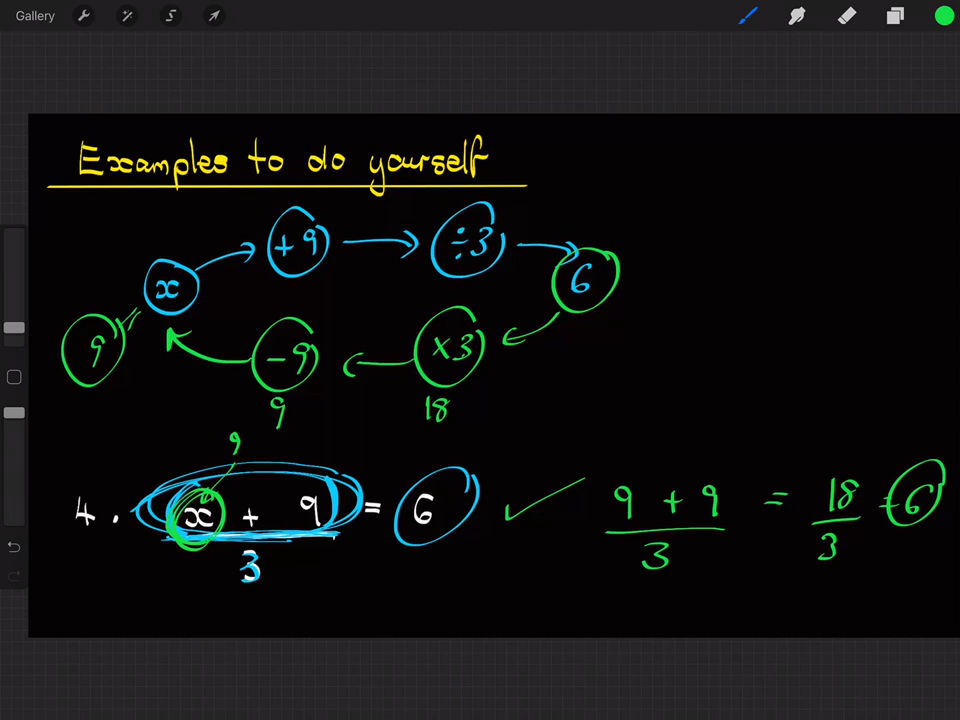 Gallery
Examples to do yourself
x → +9 → ÷3 → 6
9 = -9 ×3
9 18
9
4. (x + 9)/3 = 6 ✓ (9 + 9)/3 = 18/3 = 6